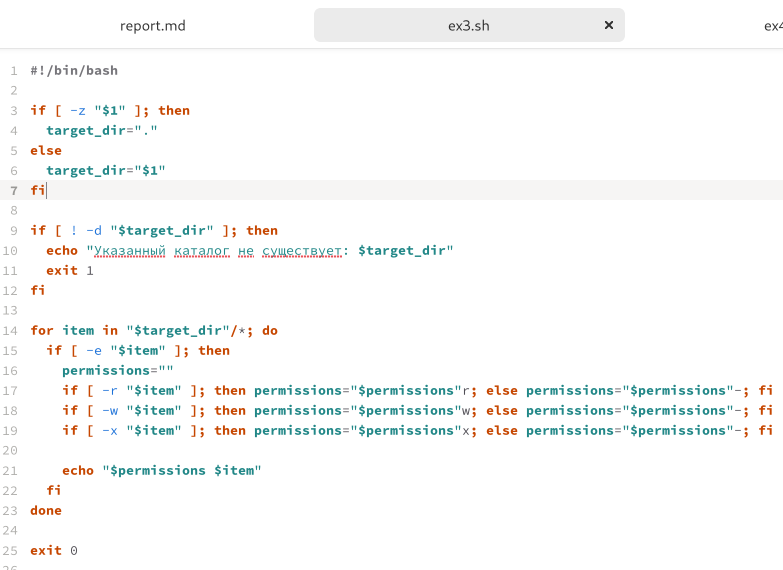 report.md
ex3.sh
×
ex4
1 #!/bin/bash
2
3 if [ -z "$1" ]; then
4   target_dir="."
5 else
6   target_dir="$1"
7 fi
8
9 if [ ! -d "$target_dir" ]; then
10   echo "Указанный каталог не существует: $target_dir"
11   exit 1
12 fi
13
14 for item in "$target_dir"/*; do
15   if [ -e "$item" ]; then
16     permissions=""
17     if [ -r "$item" ]; then permissions="$permissions"r; else permissions="$permissions"-; fi
18     if [ -w "$item" ]; then permissions="$permissions"w; else permissions="$permissions"-; fi
19     if [ -x "$item" ]; then permissions="$permissions"x; else permissions="$permissions"-; fi
20
21     echo "$permissions $item"
22   fi
23 done
24
25 exit 0